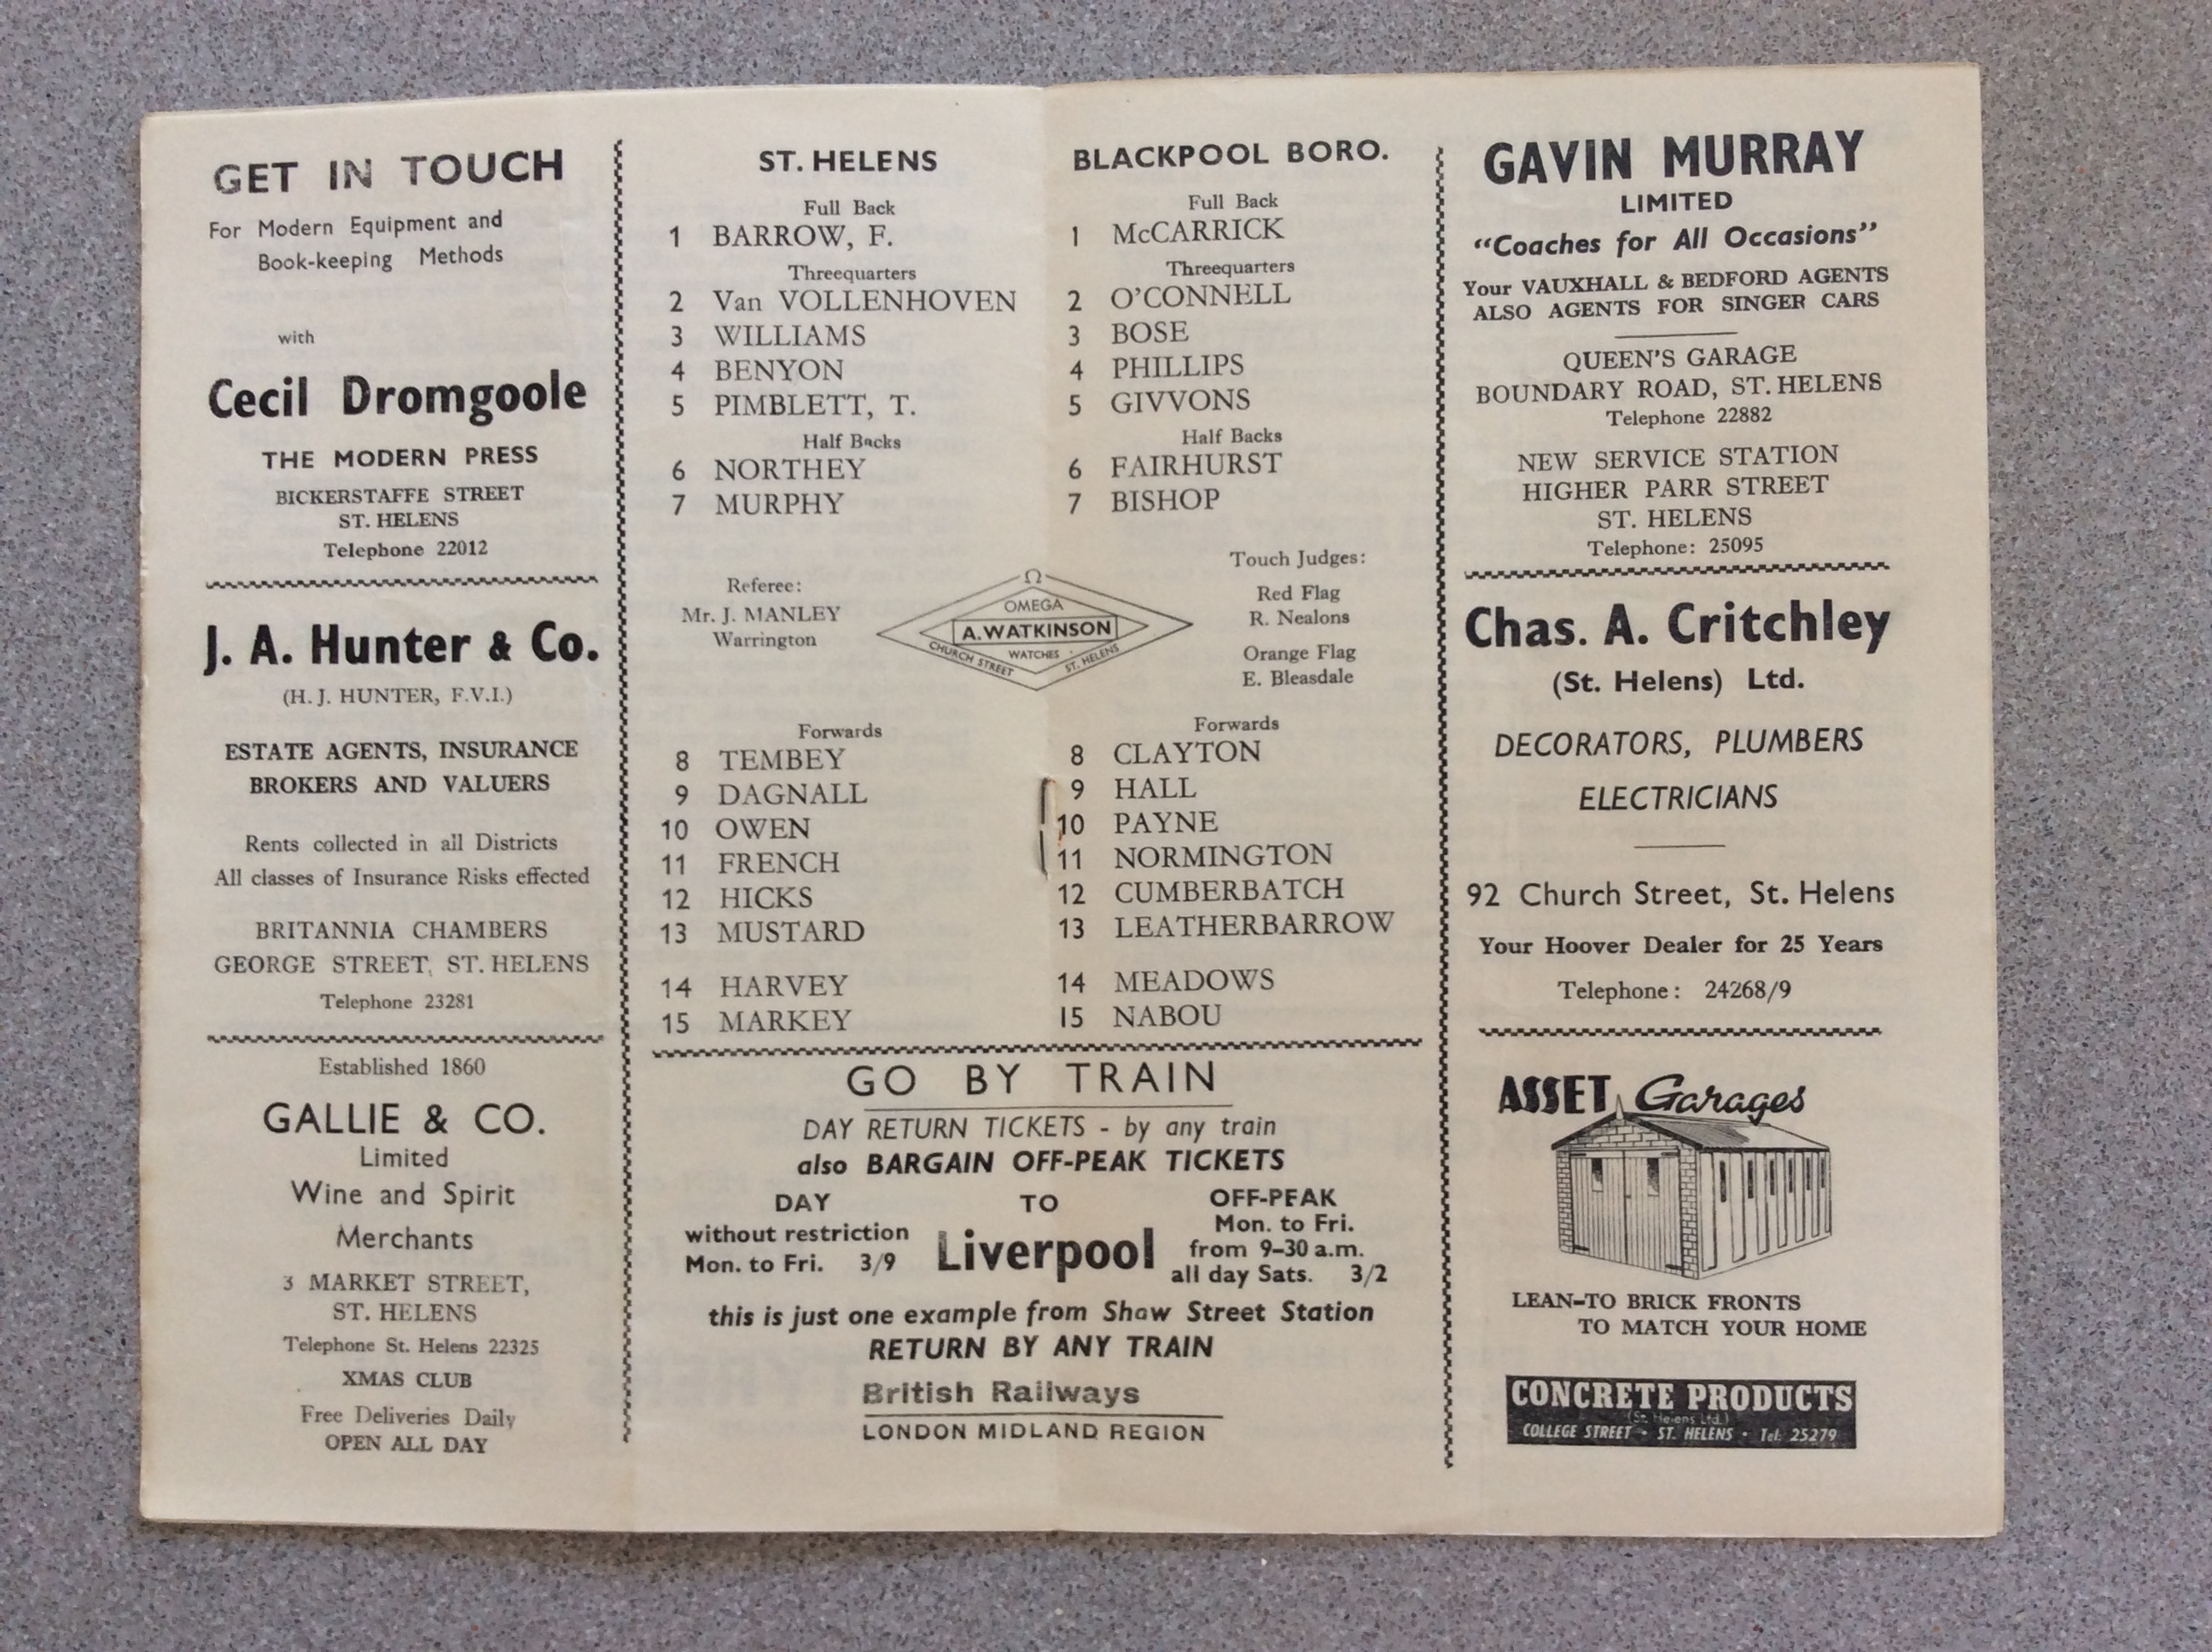 GET IN TOUCH
For Modern Equipment and
Book-keeping Methods
with
Cecil Dromgoole
THE MODERN PRESS
BICKERSTAFFE STREET
ST. HELENS
Telephone 22012
J. A. Hunter & Co.
(H. J. HUNTER, F.V.I.)
ESTATE AGENTS, INSURANCE
BROKERS AND VALUERS
Rents collected in all Districts
All classes of Insurance Risks effected
BRITANNIA CHAMBERS
GEORGE STREET, ST. HELENS
Telephone 23281
Established 1860
GALLIE & CO.
Limited
Wine and Spirit
Merchants
3 MARKET STREET,
ST. HELENS
Telephone St. Helens 22325
XMAS CLUB
Free Deliveries Daily
OPEN ALL DAY
ST. HELENS
Full Back
1 BARROW, F.
Threequarters
2 Van VOLLENHOVEN
3 WILLIAMS
4 BENYON
5 PIMBLETT, T.
Half Backs
6 NORTHEY
7 MURPHY
Referee:
Mr. J. MANLEY
Warrington
Forwards
8 TEMBEY
9 DAGNALL
10 OWEN
11 FRENCH
12 HICKS
13 MUSTARD
14 HARVEY
15 MARKEY
Ω
OMEGA
A. WATKINSON
WATCHES
CHURCH STREET
ST. HELENS
BLACKPOOL BORO.
Full Back
1 McCARRICK
Threequarters
2 O'CONNELL
3 BOSE
4 PHILLIPS
5 GIVVONS
Half Backs
6 FAIRHURST
7 BISHOP
Touch Judges:
Red Flag
R. Nealons
Orange Flag
E. Bleasdale
Forwards
8 CLAYTON
9 HALL
10 PAYNE
11 NORMINGTON
12 CUMBERBATCH
13 LEATHERBARROW
14 MEADOWS
15 NABOU
GO BY TRAIN
DAY RETURN TICKETS - by any train
also BARGAIN OFF-PEAK TICKETS
DAY
without restriction
Mon. to Fri. 3/9
TO
Liverpool
OFF-PEAK
Mon. to Fri.
from 9-30 a.m.
all day Sats. 3/2
this is just one example from Shaw Street Station
RETURN BY ANY TRAIN
British Railways
LONDON MIDLAND REGION
GAVIN MURRAY
LIMITED
"Coaches for All Occasions"
Your VAUXHALL & BEDFORD AGENTS
ALSO AGENTS FOR SINGER CARS
QUEEN'S GARAGE
BOUNDARY ROAD, ST. HELENS
Telephone 22882
NEW SERVICE STATION
HIGHER PARR STREET
ST. HELENS
Telephone: 25095
Chas. A. Critchley
(St. Helens) Ltd.
DECORATORS, PLUMBERS
ELECTRICIANS
92 Church Street, St. Helens
Your Hoover Dealer for 25 Years
Telephone: 24268/9
ASSET Garages
LEAN-TO BRICK FRONTS
TO MATCH YOUR HOME
CONCRETE PRODUCTS
(St. Helens Ltd.)
COLLEGE STREET • ST. HELENS • Tel: 25279